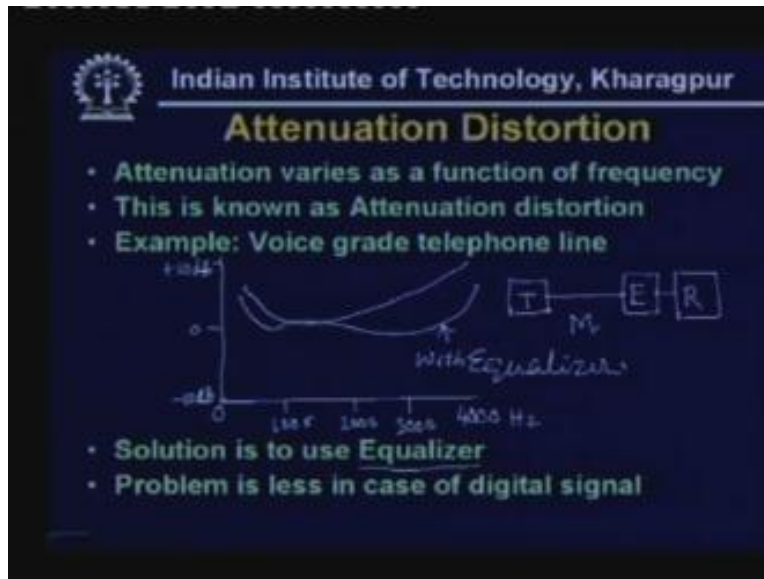 Indian Institute of Technology, Kharagpur
Attenuation Distortion
• Attenuation varies as a function of frequency
• This is known as Attenuation distortion
• Example: Voice grade telephone line
+10db
0
T
M
E
R
With Equalizer
-10db
0
1000
2000
3000
4000 Hz
• Solution is to use Equalizer
• Problem is less in case of digital signal